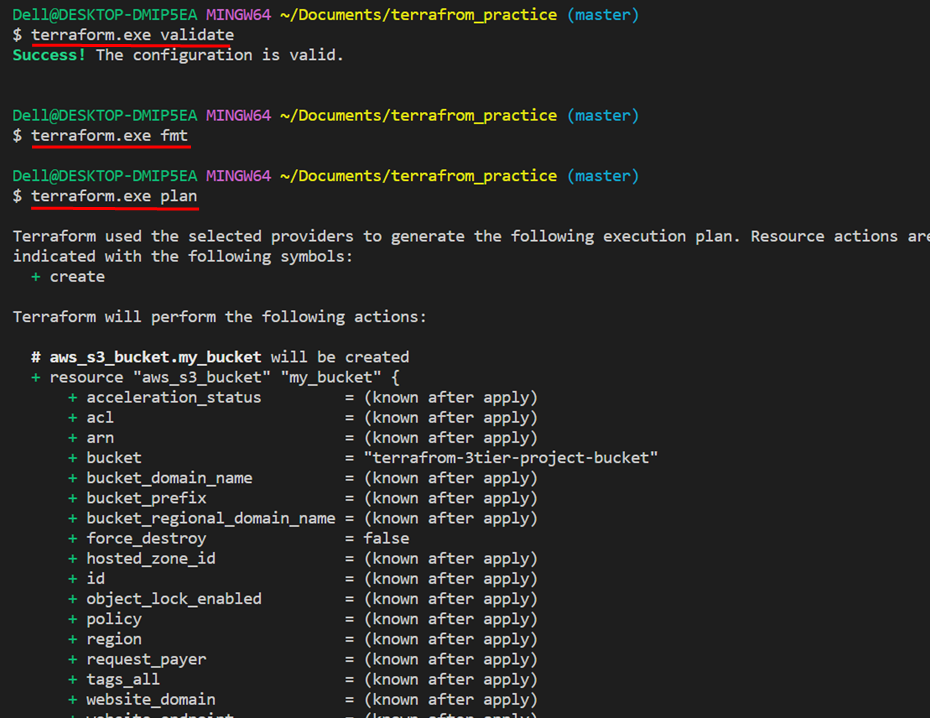 Dell@DESKTOP-DMIP5EA MINGW64 ~/Documents/terrafrom_practice (master)
$ terraform.exe validate
Success! The configuration is valid.
Dell@DESKTOP-DMIP5EA MINGW64 ~/Documents/terrafrom_practice (master)
$ terraform.exe fmt
Dell@DESKTOP-DMIP5EA MINGW64 ~/Documents/terrafrom_practice (master)
$ terraform.exe plan
Terraform used the selected providers to generate the following execution plan. Resource actions are
indicated with the following symbols:
+ create
Terraform will perform the following actions:
# aws_s3_bucket.my_bucket will be created
+ resource "aws_s3_bucket" "my_bucket" {
+ acceleration_status = (known after apply)
+ acl = (known after apply)
+ arn = (known after apply)
+ bucket = "terrafrom-3tier-project-bucket"
+ bucket_domain_name = (known after apply)
+ bucket_prefix = (known after apply)
+ bucket_regional_domain_name = (known after apply)
+ force_destroy = false
+ hosted_zone_id = (known after apply)
+ id = (known after apply)
+ object_lock_enabled = (known after apply)
+ policy = (known after apply)
+ region = (known after apply)
+ request_payer = (known after apply)
+ tags_all = (known after apply)
+ website_domain = (known after apply)
+ website_endpoint = (known after apply)